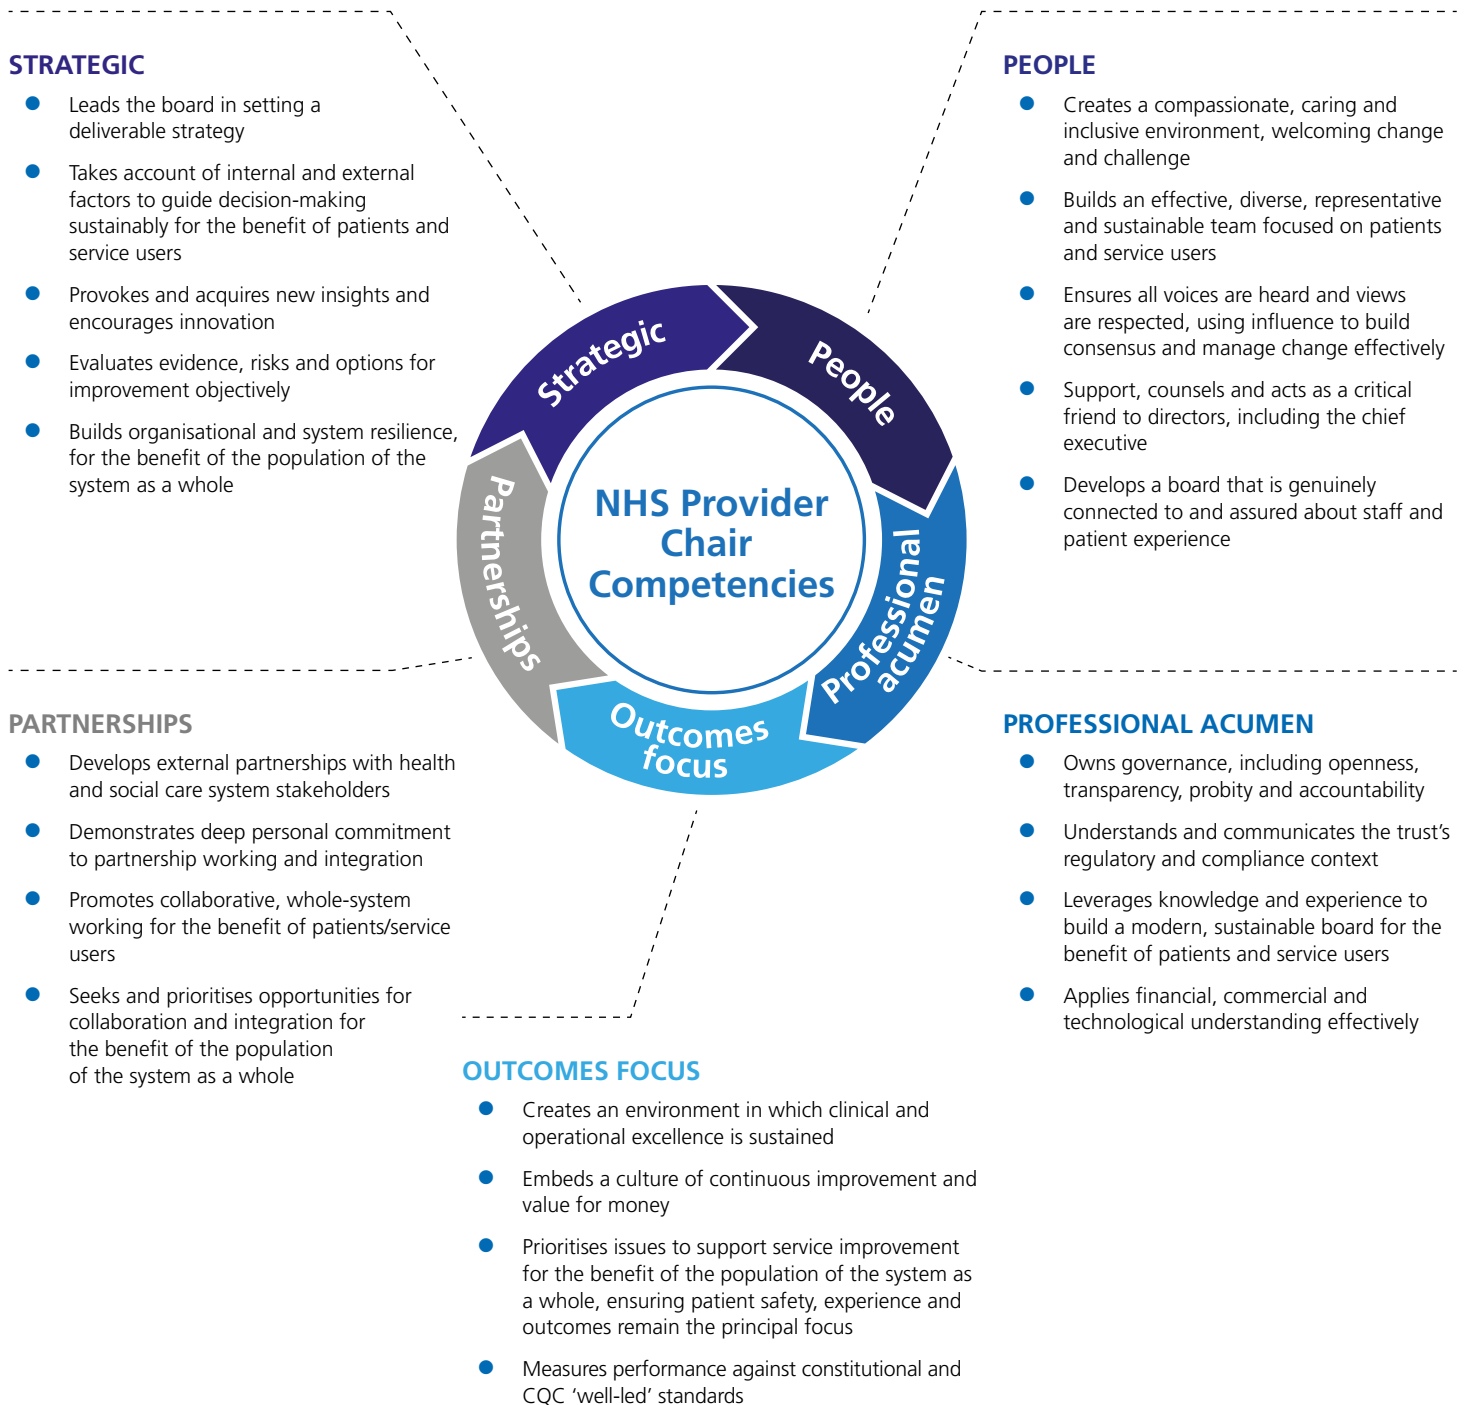 STRATEGIC
Leads the board in setting a
deliverable strategy
Takes account of internal and external
factors to guide decision-making
sustainably for the benefit of patients and
service users
Provokes and acquires new insights and
encourages innovation
Evaluates evidence, risks and options for
improvement objectively
Builds organisational and system resilience,
for the benefit of the population of the
system as a whole
PEOPLE
Creates a compassionate, caring and
inclusive environment, welcoming change
and challenge
Builds an effective, diverse, representative
and sustainable team focused on patients
and service users
Ensures all voices are heard and views
are respected, using influence to build
consensus and manage change effectively
Support, counsels and acts as a critical
friend to directors, including the chief
executive
Develops a board that is genuinely
connected to and assured about staff and
patient experience
Strategic
People
Professional
acumen
Outcomes
focus
Partnerships
NHS Provider
Chair
Competencies
PARTNERSHIPS
Develops external partnerships with health
and social care system stakeholders
Demonstrates deep personal commitment
to partnership working and integration
Promotes collaborative, whole-system
working for the benefit of patients/service
users
Seeks and prioritises opportunities for
collaboration and integration for
the benefit of the population
of the system as a whole
PROFESSIONAL ACUMEN
Owns governance, including openness,
transparency, probity and accountability
Understands and communicates the trust’s
regulatory and compliance context
Leverages knowledge and experience to
build a modern, sustainable board for the
benefit of patients and service users
Applies financial, commercial and
technological understanding effectively
OUTCOMES FOCUS
Creates an environment in which clinical and
operational excellence is sustained
Embeds a culture of continuous improvement and
value for money
Prioritises issues to support service improvement
for the benefit of the population of the system as
a whole, ensuring patient safety, experience and
outcomes remain the principal focus
Measures performance against constitutional and
CQC ‘well-led’ standards